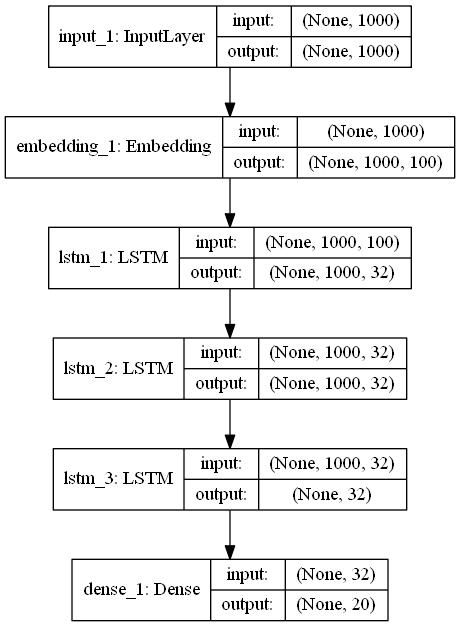 input_1: InputLayer
input: (None, 1000)
output: (None, 1000)
embedding_1: Embedding
input: (None, 1000)
output: (None, 1000, 100)
lstm_1: LSTM
input: (None, 1000, 100)
output: (None, 1000, 32)
lstm_2: LSTM
input: (None, 1000, 32)
output: (None, 1000, 32)
lstm_3: LSTM
input: (None, 1000, 32)
output: (None, 32)
dense_1: Dense
input: (None, 32)
output: (None, 20)